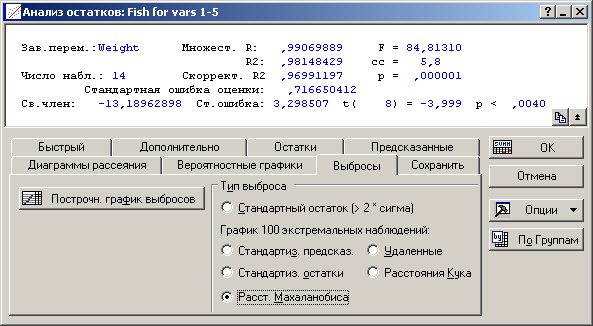 Анализ остатков: Fish for vars 1-5
Зав.перем.:Weight Множест. R: ,99069889 F = 84,81310
R2: ,98148429 сс = 5,8
Число набл.: 14 Скоррект. R2 ,96991197 p = ,000001
Стандартная ошибка оценки: ,716650412
Св.член: -13,18962898 Ст.ошибка: 3,298507 t( 8) = -3,999 p < ,0040
Быстрый Дополнительно Остатки Предсказанные
Диаграммы рассеяния Вероятностные графики Выбросы Сохранить
Построчн. график выбросов
Тип выброса
Стандартный остаток (> 2 * сигма)
График 100 экстремальных наблюдений:
Стандартиз. предсказ. Удаленные
Стандартиз. остатки Расстояния Кука
Расст. Махаланобиса
OK
Отмена
Опции
По Группам